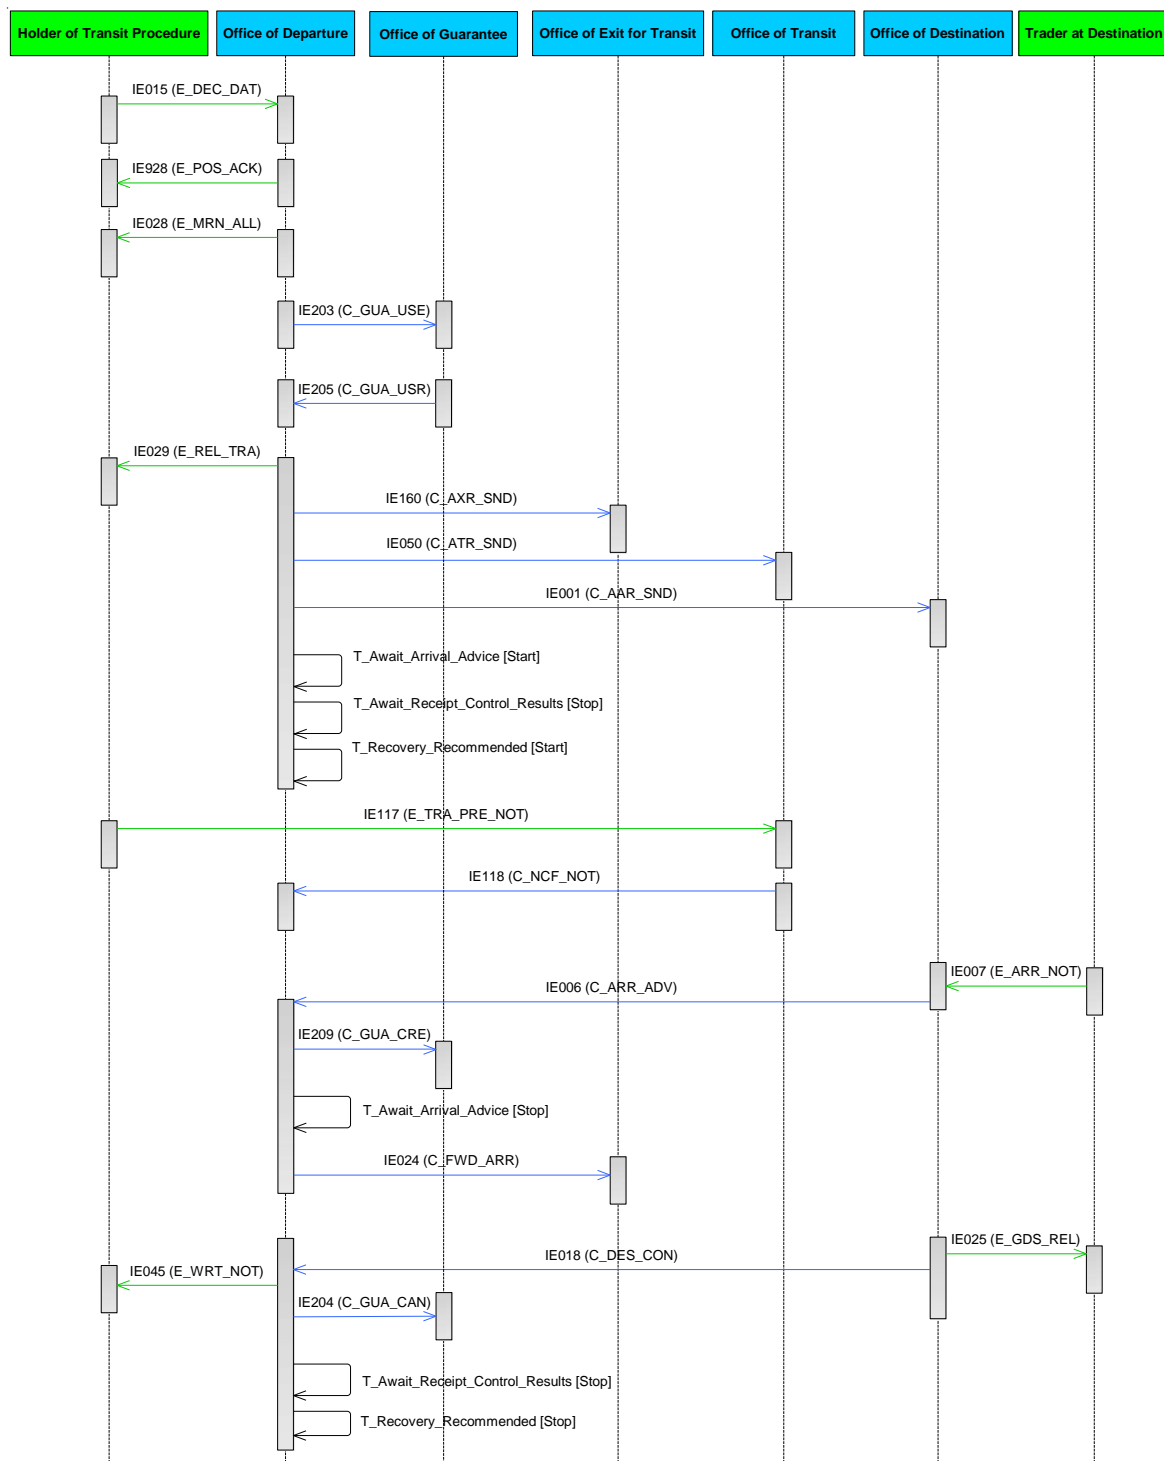 Holder of Transit Procedure
Office of Departure
Office of Guarantee
Office of Exit for Transit
Office of Transit
Office of Destination
Trader at Destination
IE015 (E_DEC_DAT)
IE928 (E_POS_ACK)
IE028 (E_MRN_ALL)
IE203 (C_GUA_USE)
IE205 (C_GUA_USR)
IE029 (E_REL_TRA)
IE160 (C_AXR_SND)
IE050 (C_ATR_SND)
IE001 (C_AAR_SND)
T_Await_Arrival_Advice [Start]
T_Await_Receipt_Control_Results [Stop]
T_Recovery_Recommended [Start]
IE117 (E_TRA_PRE_NOT)
IE118 (C_NCF_NOT)
IE007 (E_ARR_NOT)
IE006 (C_ARR_ADV)
IE209 (C_GUA_CRE)
T_Await_Arrival_Advice [Stop]
IE024 (C_FWD_ARR)
IE025 (E_GDS_REL)
IE018 (C_DES_CON)
IE045 (E_WRT_NOT)
IE204 (C_GUA_CAN)
T_Await_Receipt_Control_Results [Stop]
T_Recovery_Recommended [Stop]